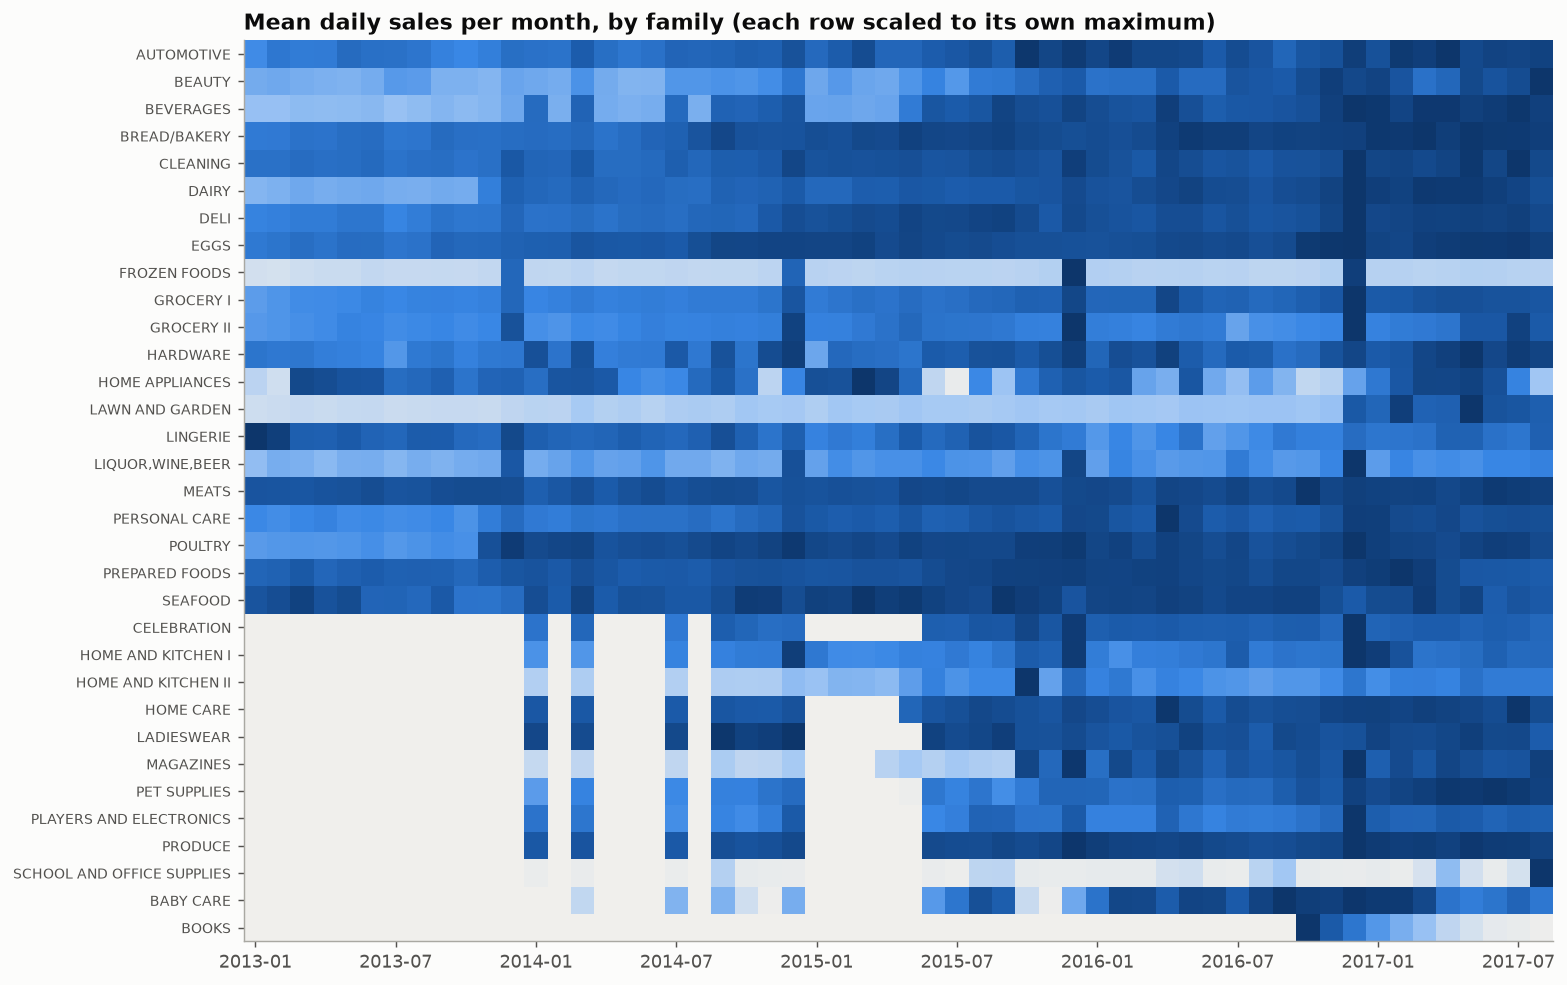 Mean daily sales per month, by family (each row scaled to its own maximum)
AUTOMOTIVE
BEAUTY
BEVERAGES
BREAD/BAKERY
CLEANING
DAIRY
DELI
EGGS
FROZEN FOODS
GROCERY I
GROCERY II
HARDWARE
HOME APPLIANCES
LAWN AND GARDEN
LINGERIE
LIQUOR,WINE,BEER
MEATS
PERSONAL CARE
POULTRY
PREPARED FOODS
SEAFOOD
CELEBRATION
HOME AND KITCHEN I
HOME AND KITCHEN II
HOME CARE
LADIESWEAR
MAGAZINES
PET SUPPLIES
PLAYERS AND ELECTRONICS
PRODUCE
SCHOOL AND OFFICE SUPPLIES
BABY CARE
BOOKS
2013-01 2013-07 2014-01 2014-07 2015-01 2015-07 2016-01 2016-07 2017-01 2017-07